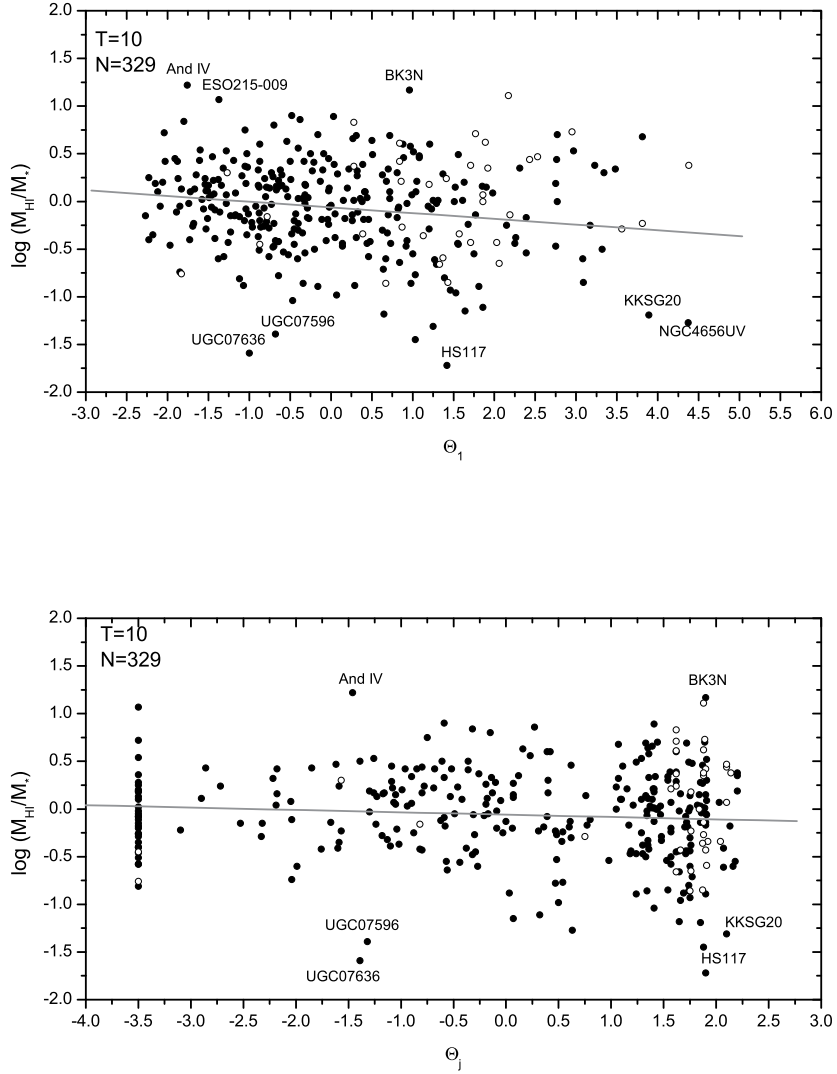 2.0
T=10
N=329
1.5
And IV
ESO215-009
BK3N
1.0
0.5
log (M_HI/M_*)
0.0
-0.5
-1.0
KKSG20
UGC07596
NGC4656UV
-1.5
UGC07636
HS117
-2.0
-3.0 -2.5 -2.0 -1.5 -1.0 -0.5 0.0 0.5 1.0 1.5 2.0 2.5 3.0 3.5 4.0 4.5 5.0 5.5 6.0
Θ_1
2.0
T=10
N=329
1.5
And IV
BK3N
1.0
0.5
log (M_HI/M_*)
0.0
-0.5
-1.0
UGC07596
KKSG20
-1.5
HS117
UGC07636
-2.0
-4.0 -3.5 -3.0 -2.5 -2.0 -1.5 -1.0 -0.5 0.0 0.5 1.0 1.5 2.0 2.5 3.0
Θ_j